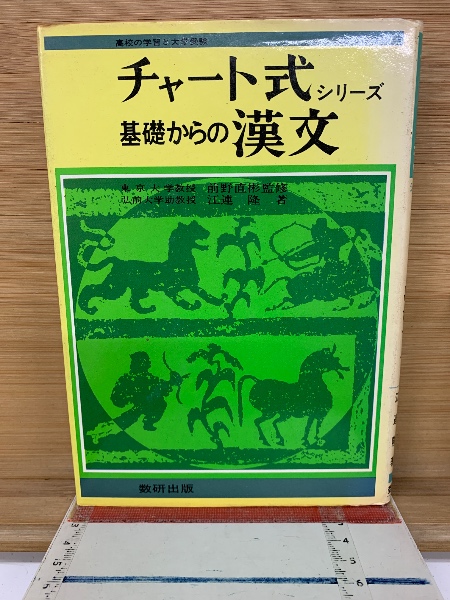 高校の学習と大学受験
チャート式シリーズ
基礎からの漢文
東京大学教授 前野直彬監修
弘前大学助教授 江連 隆 著
数研出版